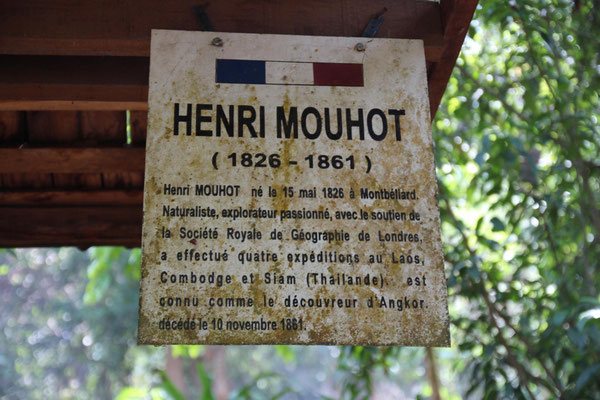 HENRI MOUHOT
( 1826 - 1861 )
Henri MOUHOT né le 15 mai 1826 à Montbéliard.
Naturaliste, explorateur passionné, avec le soutien de
la Société Royale de Géographie de Londres,
a effectué quatre expéditions au Laos,
Combodge et Siam (Thaïlande). est
connu comme le découvreur d'Angkor.
décédé le 10 novembre 1861.